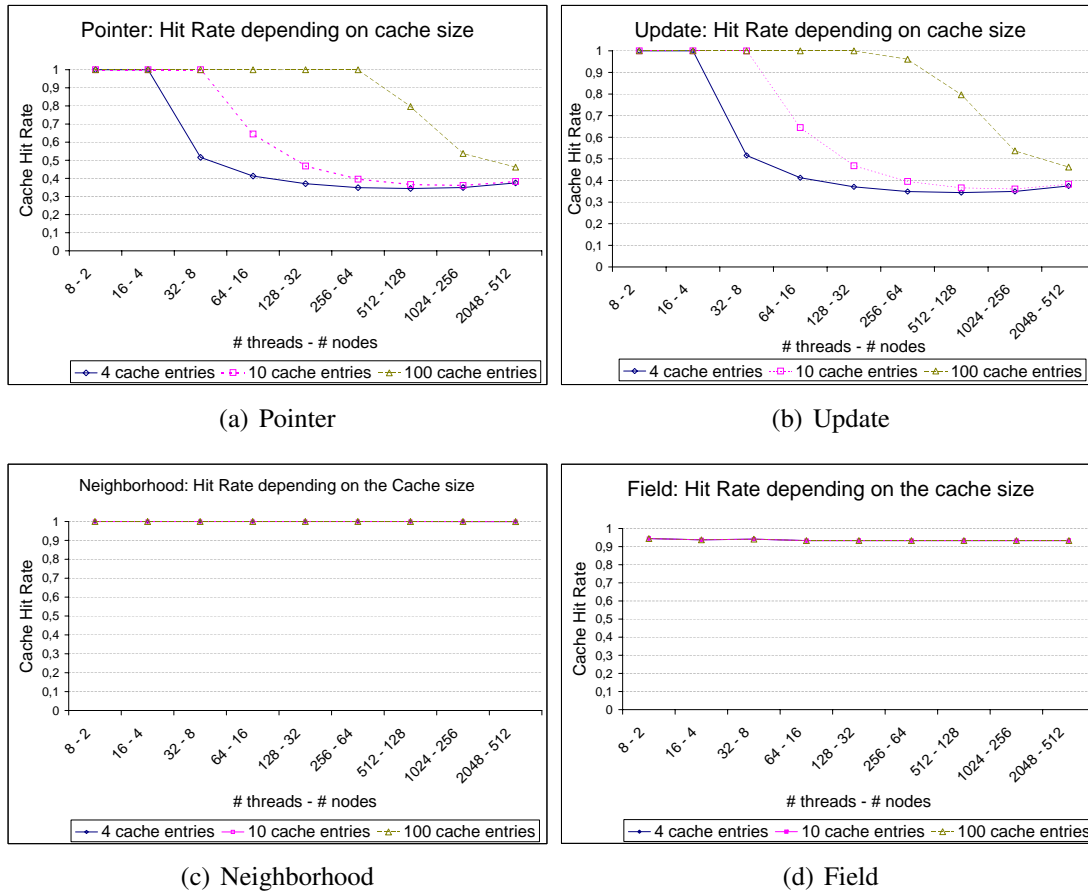 Pointer: Hit Rate depending on cache size
Cache Hit Rate
1
0,9
0,8
0,7
0,6
0,5
0,4
0,3
0,2
0,1
0
8 - 2
16 - 4
32 - 8
64 - 16
128 - 32
256 - 64
512 - 128
1024 - 256
2048 - 512
# threads - # nodes
4 cache entries 10 cache entries 100 cache entries
(a) Pointer
Update: Hit Rate depending on cache size
Cache Hit Rate
1
0,9
0,8
0,7
0,6
0,5
0,4
0,3
0,2
0,1
0
8 - 2
16 - 4
32 - 8
64 - 16
128 - 32
256 - 64
512 - 128
1024 - 256
2048 - 512
# threads - # nodes
4 cache entries 10 cache entries 100 cache entries
(b) Update
Neighborhood: Hit Rate depending on the Cache size
Cache Hit Rate
1
0,9
0,8
0,7
0,6
0,5
0,4
0,3
0,2
0,1
0
8 - 2
16 - 4
32 - 8
64 - 16
128 - 32
256 - 64
512 - 128
1024 - 256
2048 - 512
# threads - # nodes
4 cache entries 10 cache entries 100 cache entries
(c) Neighborhood
Field: Hit Rate depending on the cache size
Cache Hit Rate
1
0,9
0,8
0,7
0,6
0,5
0,4
0,3
0,2
0,1
0
8 - 2
16 - 4
32 - 8
64 - 16
128 - 32
256 - 64
512 - 128
1024 - 256
2048 - 512
# threads - # nodes
4 cache entries 10 cache entries 100 cache entries
(d) Field